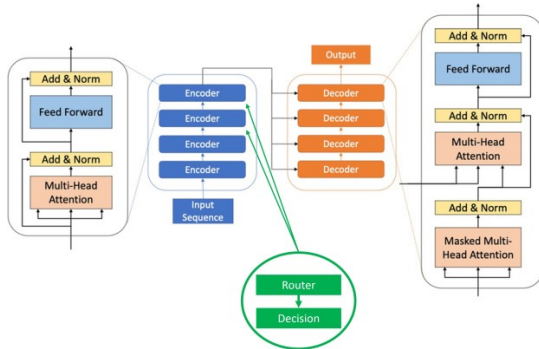 Add & Norm
Feed Forward
Add & Norm
Multi-Head
Attention
Encoder
Encoder
Encoder
Encoder
Input
Sequence
Output
Decoder
Decoder
Decoder
Decoder
Add & Norm
Feed Forward
Add & Norm
Multi-Head
Attention
Add & Norm
Masked Multi-
Head Attention
Router
Decision